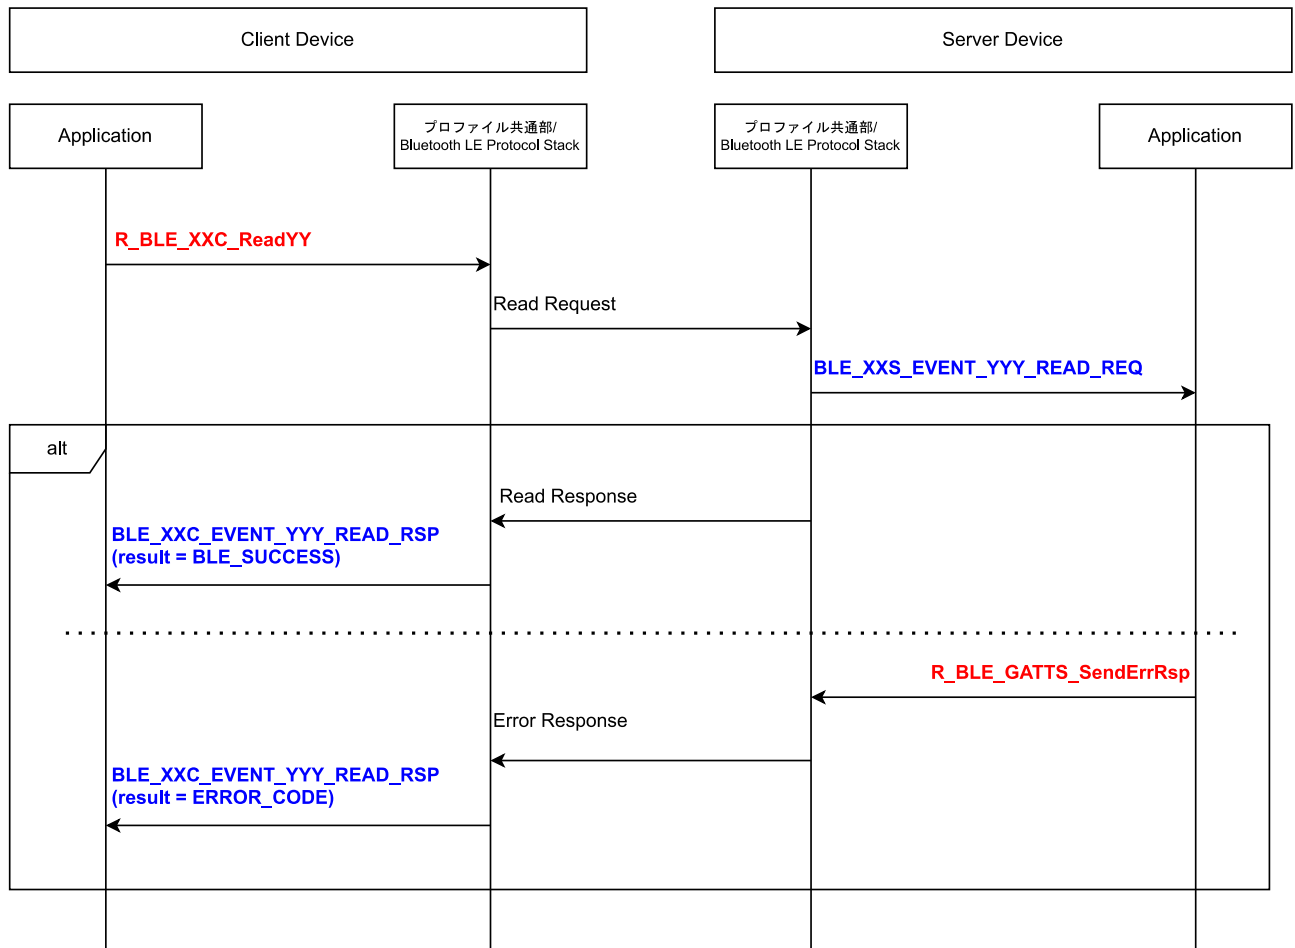 Client Device
Server Device
Application
プロファイル共通部/
Bluetooth LE Protocol Stack
プロファイル共通部/
Bluetooth LE Protocol Stack
Application
R_BLE_XXC_ReadYY
Read Request
BLE_XXS_EVENT_YYY_READ_REQ
alt
Read Response
BLE_XXC_EVENT_YYY_READ_RSP
(result = BLE_SUCCESS)
R_BLE_GATTS_SendErrRsp
Error Response
BLE_XXC_EVENT_YYY_READ_RSP
(result = ERROR_CODE)